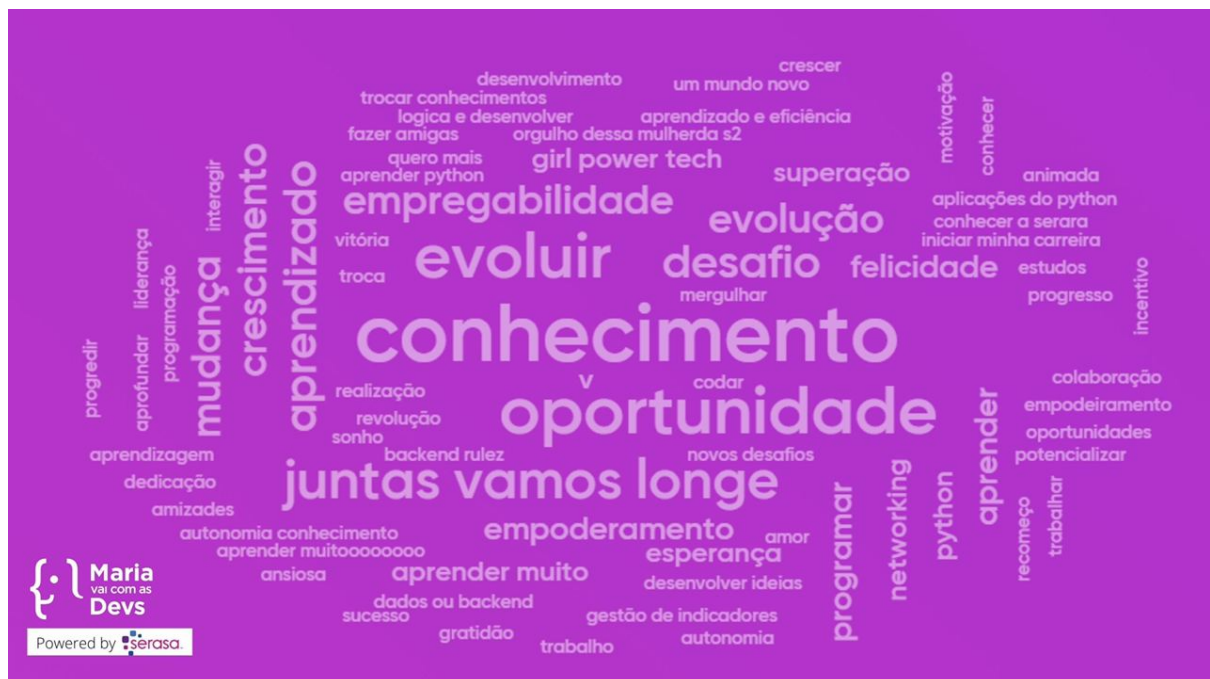 crescer
desenvolvimento
um mundo novo
trocar conhecimentos
logica e desenvolver
aprendizado e eficiência
fazer amigas
orgulho dessa mulherda s2
motivação
conhecer
quero mais
girl power tech
aprender python
superação
animada
interagir
crescimento
aprendizado
empregabilidade
aplicações do python
evolução
conhecer a serara
vitória
iniciar minha carreira
liderança
evoluir
desafio
felicidade
estudos
troca
programação
mudança
mergulhar
progresso
incentivo
conhecimento
progredir
aprofundar
v
codar
colaboração
realização
oportunidade
empodeiramento
revolução
aprender
oportunidades
sonho
aprendizagem
backend rulez
novos desafios
potencializar
juntas vamos longe
dedicação
amizades
programar
networking
python
recomeço
trabalhar
autonomia conhecimento
empoderamento
amor
aprender muitoooooooo
esperança
ansiosa
aprender muito
desenvolver ideias
dados ou backend
sucesso
gestão de indicadores
gratidão
autonomia
trabalho
Maria
vai com as
Devs
Powered by serasa.